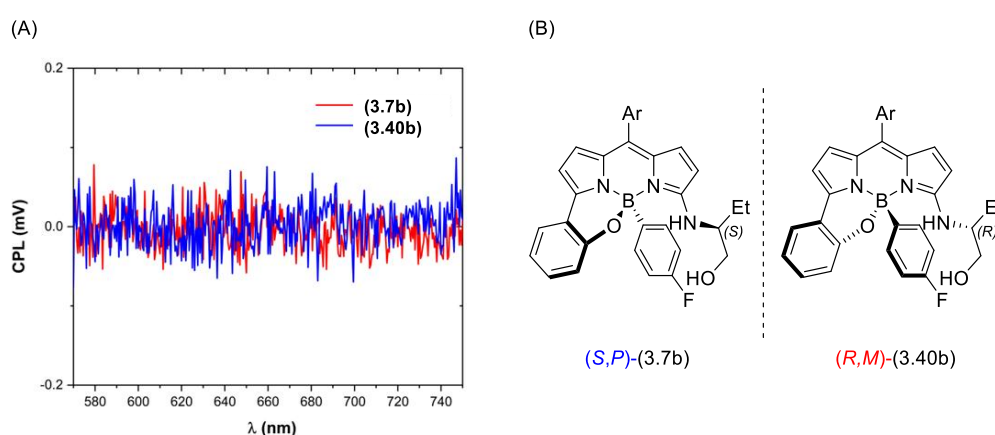 (A)
(B)
0.2
0.0
-0.2
CPL (mV)
580 600 620 640 660 680 700 720 740
λ (nm)
(3.7b)
(3.40b)
Ar
N B N
O
HN
Et
(S)
HO
F
(S,P)-(3.7b)
Ar
N B N
O
HN
E
(R)
HO
F
(R,M)-(3.40b)